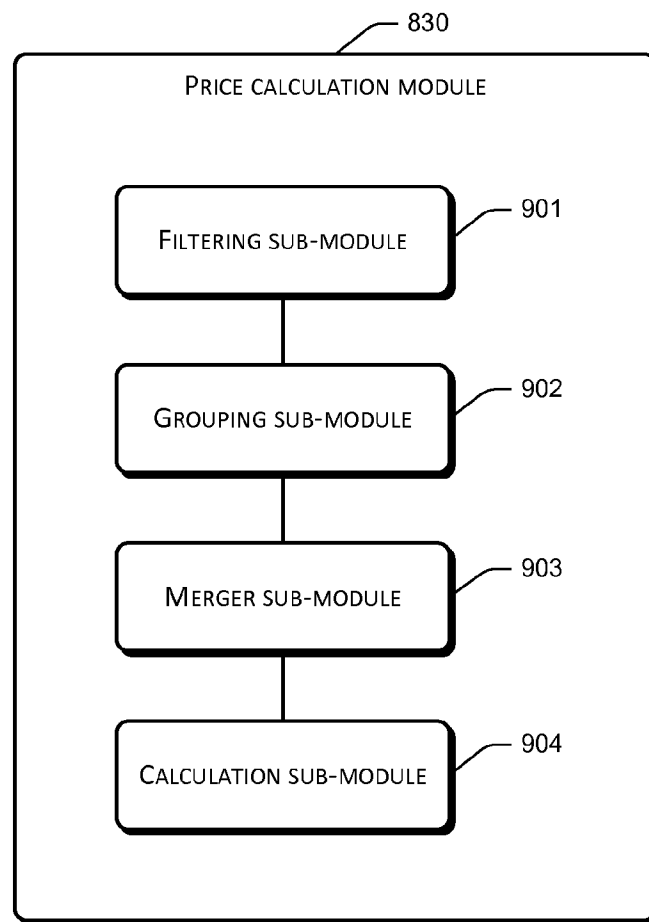 830
PRICE CALCULATION MODULE
FILTERING SUB-MODULE
901
GROUPING SUB-MODULE
902
MERGER SUB-MODULE
903
CALCULATION SUB-MODULE
904